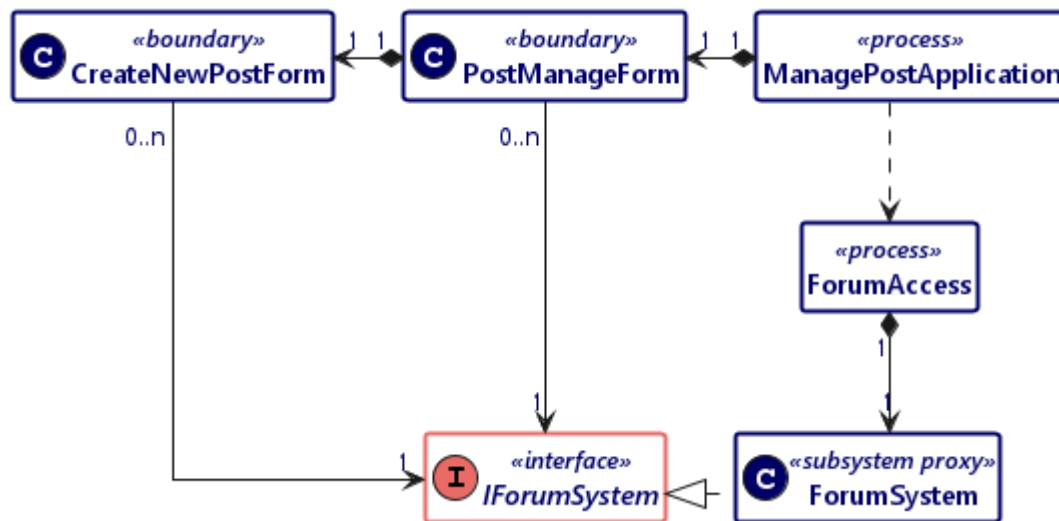 «boundary»
C
CreateNewPostForm
1
1
«boundary»
C
PostManageForm
1
1
«process»
ManagePostApplication
0..n
0..n
«process»
ForumAccess
1
1
1
1
«interface»
I
IForumSystem
«subsystem proxy»
C
ForumSystem